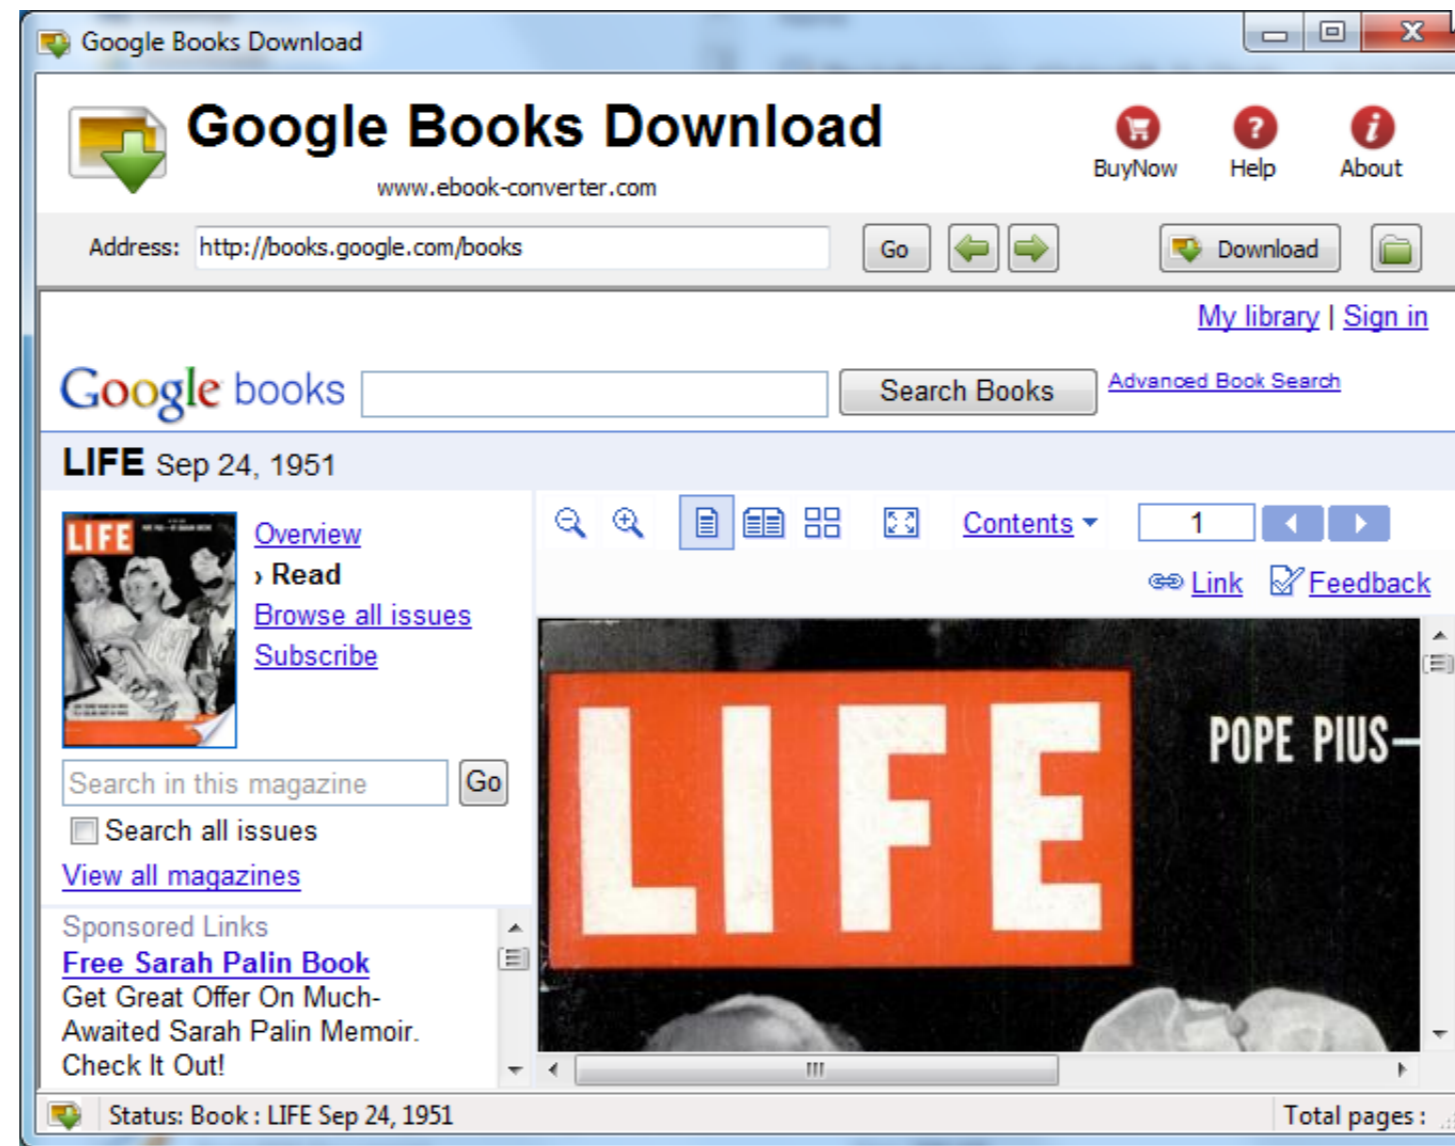 Google Books Download
Google Books Download
www.ebook-converter.com
BuyNow Help About
Address: http://books.google.com/books Go Download
My library | Sign in
Google books Search Books Advanced Book Search
LIFE Sep 24, 1951
Contents 1
Link Feedback
LIFE
Overview
› Read
Browse all issues
Subscribe
Search in this magazine Go
Search all issues
View all magazines
Sponsored Links
Free Sarah Palin Book
Get Great Offer On Much-
Awaited Sarah Palin Memoir.
Check It Out!
LIFE
POPE PIUS—
Status: Book : LIFE Sep 24, 1951 Total pages :